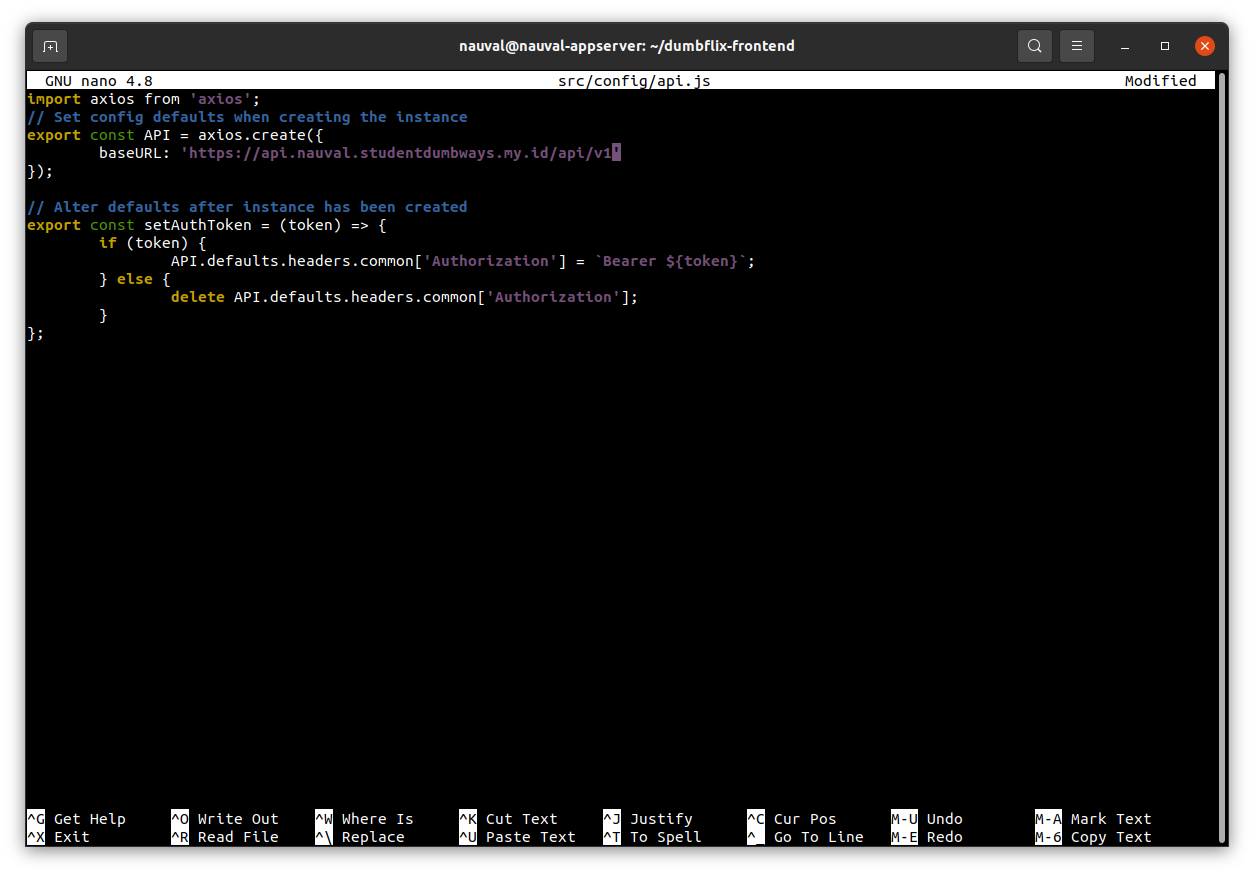 nauval@nauval-appserver: ~/dumbflix-frontend
GNU nano 4.8 src/config/api.js Modified
import axios from 'axios';
// Set config defaults when creating the instance
export const API = axios.create({
        baseURL: 'https://api.nauval.studentdumbways.my.id/api/v1'
});

// Alter defaults after instance has been created
export const setAuthToken = (token) => {
        if (token) {
                API.defaults.headers.common['Authorization'] = `Bearer ${token}`;
        } else {
                delete API.defaults.headers.common['Authorization'];
        }
};
^G Get Help ^O Write Out ^W Where Is ^K Cut Text ^J Justify ^C Cur Pos M-U Undo M-A Mark Text
^X Exit ^R Read File ^\ Replace ^U Paste Text ^T To Spell ^_ Go To Line M-E Redo M-6 Copy Text